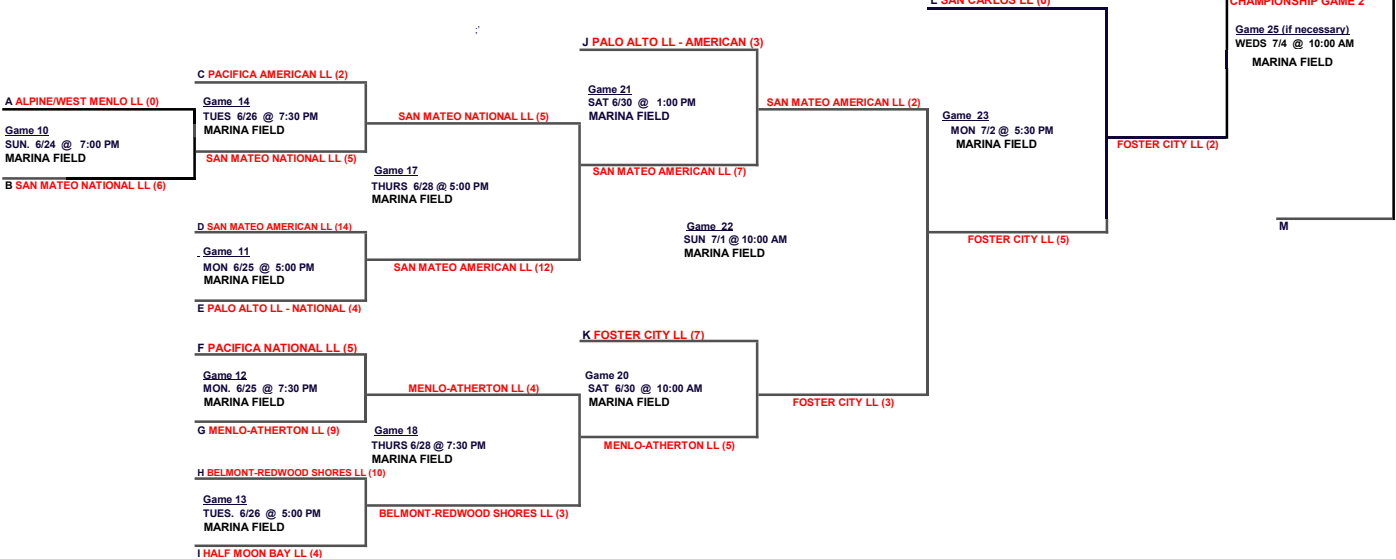 L SAN CARLOS LL (0)
CHAMPIONSHIP GAME 2
Game 25 (if necessary)
WEDS 7/4 @ 10:00 AM
MARINA FIELD
;'
J PALO ALTO LL - AMERICAN (3)
C PACIFICA AMERICAN LL (2)
A ALPINE/WEST MENLO LL (0)
Game 14
TUES 6/26 @ 7:30 PM
MARINA FIELD
Game 21
SAT 6/30 @ 1:00 PM
MARINA FIELD
SAN MATEO NATIONAL LL (5)
SAN MATEO AMERICAN LL (2)
Game 23
MON 7/2 @ 5:30 PM
MARINA FIELD
Game 10
SUN. 6/24 @ 7:00 PM
MARINA FIELD
FOSTER CITY LL (2)
SAN MATEO NATIONAL LL (5)
Game 17
THURS 6/28 @ 5:00 PM
MARINA FIELD
SAN MATEO AMERICAN LL (7)
B SAN MATEO NATIONAL LL (6)
D SAN MATEO AMERICAN LL (14)
Game 22
SUN 7/1 @ 10:00 AM
MARINA FIELD
M
FOSTER CITY LL (5)
Game 11
MON 6/25 @ 5:00 PM
MARINA FIELD
SAN MATEO AMERICAN LL (12)
E PALO ALTO LL - NATIONAL (4)
K FOSTER CITY LL (7)
F PACIFICA NATIONAL LL (5)
Game 12
MON. 6/25 @ 7:30 PM
MARINA FIELD
MENLO-ATHERTON LL (4)
Game 20
SAT 6/30 @ 10:00 AM
MARINA FIELD
FOSTER CITY LL (3)
G MENLO-ATHERTON LL (9)
Game 18
THURS 6/28 @ 7:30 PM
MARINA FIELD
MENLO-ATHERTON LL (5)
H BELMONT-REDWOOD SHORES LL (10)
Game 13
TUES. 6/26 @ 5:00 PM
MARINA FIELD
BELMONT-REDWOOD SHORES LL (3)
I HALF MOON BAY LL (4)